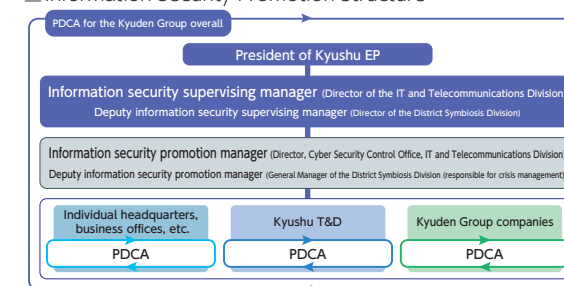 Information Security Promotion Structure
PDCA for the Kyuden Group overall
President of Kyushu EP
Information security supervising manager (Director of the IT and Telecommunications Division)
Deputy information security supervising manager (Director of the District Symbiosis Division)
Information security promotion manager (Director, Cyber Security Control Office, IT and Telecommunications Division)
Deputy information security promotion manager (General Manager of the District Symbiosis Division (responsible for crisis management))
Individual headquarters,
business offices, etc.
Kyushu T&D
Kyuden Group companies
PDCA
PDCA
PDCA